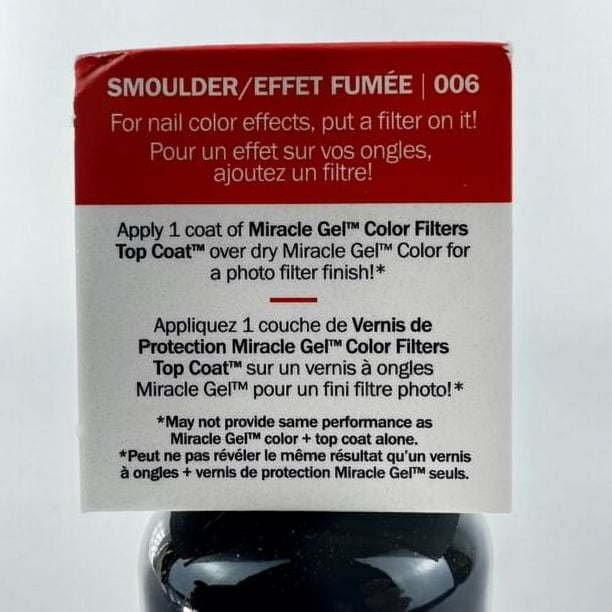 SMOULDER/EFFET FUMÉE | 006
For nail color effects, put a filter on it!
Pour un effet sur vos ongles,
ajoutez un filtre!
Apply 1 coat of Miracle Gel™ Color Filters
Top Coat™ over dry Miracle Gel™ Color for
a photo filter finish!*
Appliquez 1 couche de Vernis de
Protection Miracle Gel™ Color Filters
Top Coat™ sur un vernis à ongles
Miracle Gel™ pour un fini filtre photo!*
*May not provide same performance as
Miracle Gel™ color + top coat alone.
*Peut ne pas révéler le même résultat qu'un vernis
à ongles + vernis de protection Miracle Gel™ seuls.